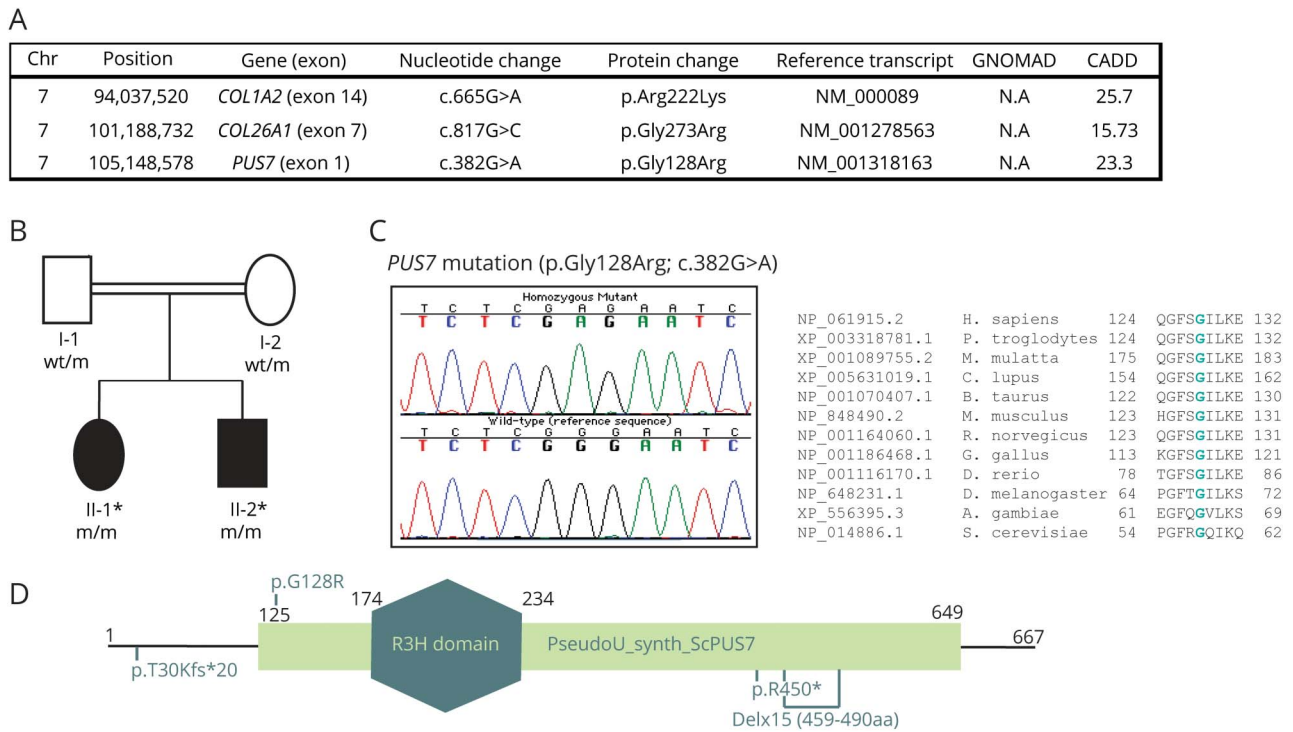 A
Chr Position Gene (exon) Nucleotide change Protein change Reference transcript GNOMAD CADD
7 94,037,520 COL1A2 (exon 14) c.665G>A p.Arg222Lys NM_000089 N.A 25.7
7 101,188,732 COL26A1 (exon 7) c.817G>C p.Gly273Arg NM_001278563 N.A 15.73
7 105,148,578 PUS7 (exon 1) c.382G>A p.Gly128Arg NM_001318163 N.A 23.3
B
I-1
wt/m
I-2
wt/m
II-1*
m/m
II-2*
m/m
C
PUS7 mutation (p.Gly128Arg; c.382G>A)
Homozygous Mutant
T C T C G A G A A T C
T C T C G A G A A T C
Wild-type (reference sequence)
T C T C G G G A A T C
T C T C G G G A A T C
NP_061915.2 H. sapiens 124 QGFSGILKE 132
XP_003318781.1 P. troglodytes 124 QGFSGILKE 132
XP_001089755.2 M. mulatta 175 QGFSGILKE 183
XP_005631019.1 C. lupus 154 QGFSGILKE 162
NP_001070407.1 B. taurus 122 QGFSGILKE 130
NP_848490.2 M. musculus 123 HGFSGILKE 131
NP_001164060.1 R. norvegicus 123 QGFSGILKE 131
NP_001186468.1 G. gallus 113 KGFSGILKE 121
NP_001116170.1 D. rerio 78 TGFSGILKE 86
NP_648231.1 D. melanogaster 64 PGFTGILKS 72
XP_556395.3 A. gambiae 61 EGFQGVLKS 69
NP_014886.1 S. cerevisiae 54 PGFRGQIKQ 62
D
p.G128R
1 125 174 234 649 667
R3H domain PseudoU_synth_ScPUS7
p.T30Kfs*20 p.R450*
Delx15 (459-490aa)